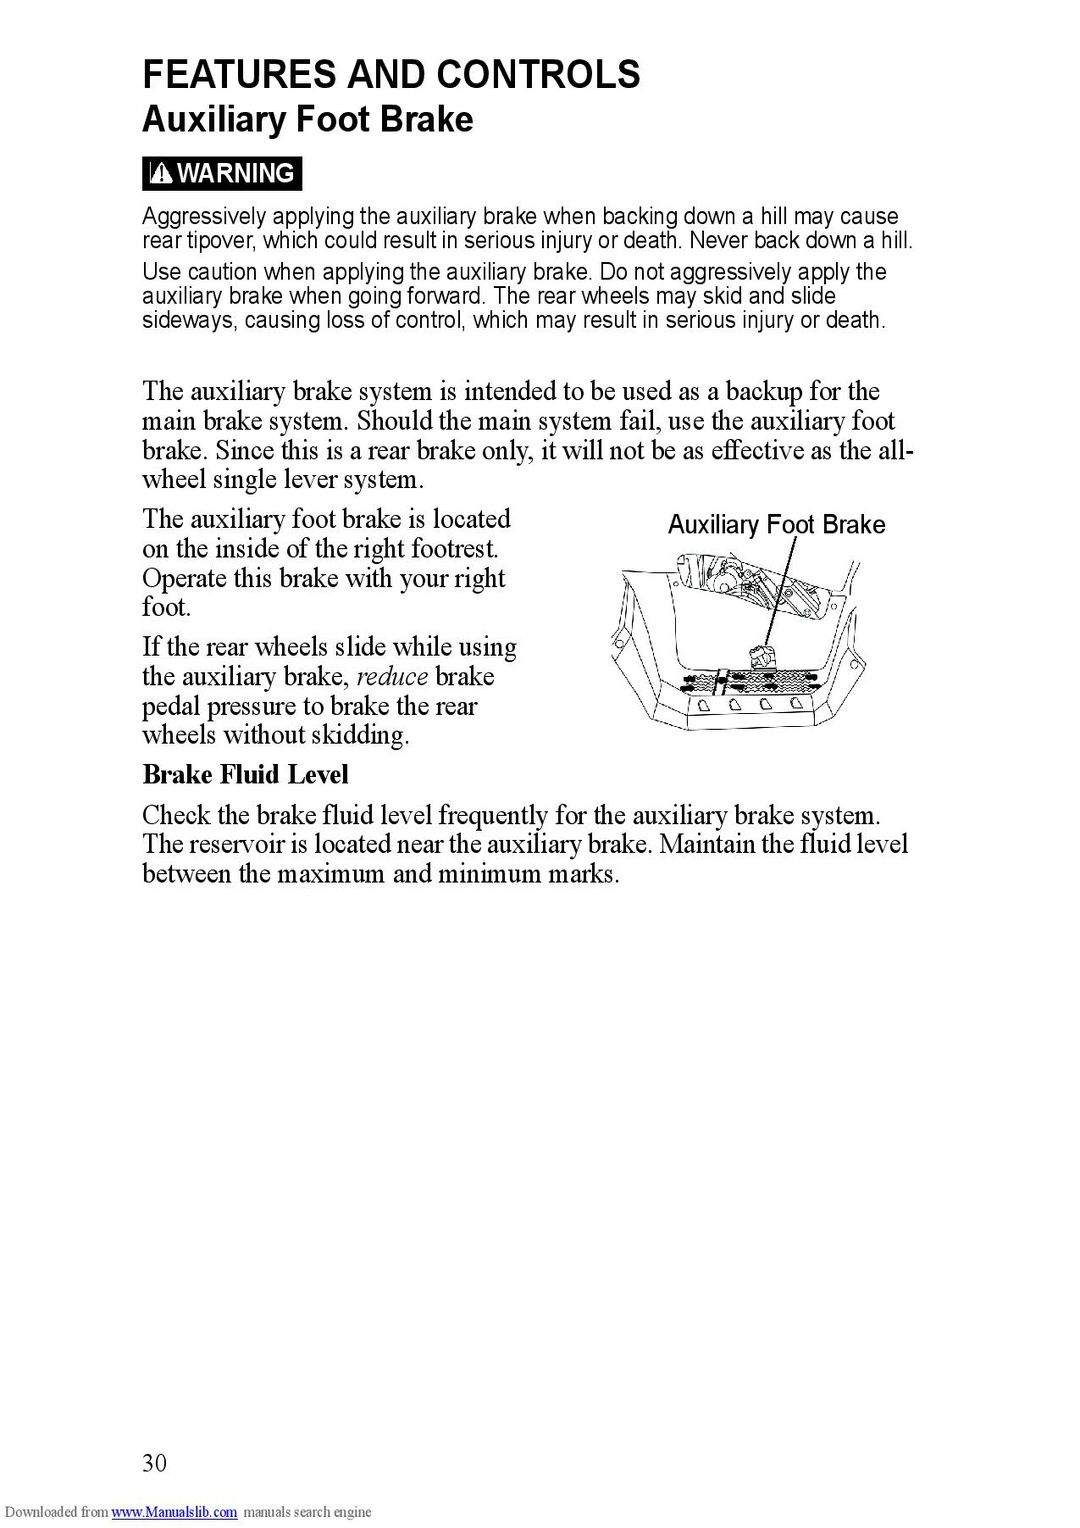 FEATURES AND CONTROLS
Auxiliary Foot Brake
WARNING
Aggressively applying the auxiliary brake when backing down a hill may cause
rear tipover, which could result in serious injury or death. Never back down a hill.
Use caution when applying the auxiliary brake. Do not aggressively apply the
auxiliary brake when going forward. The rear wheels may skid and slide
sideways, causing loss of control, which may result in serious injury or death.
The auxiliary brake system is intended to be used as a backup for the
main brake system. Should the main system fail, use the auxiliary foot
brake. Since this is a rear brake only, it will not be as effective as the all-
wheel single lever system.
The auxiliary foot brake is located
on the inside of the right footrest.
Operate this brake with your right
foot.
If the rear wheels slide while using
the auxiliary brake, reduce brake
pedal pressure to brake the rear
wheels without skidding.
Auxiliary Foot Brake
Brake Fluid Level
Check the brake fluid level frequently for the auxiliary brake system.
The reservoir is located near the auxiliary brake. Maintain the fluid level
between the maximum and minimum marks.
30
Downloaded from www.Manualslib.com manuals search engine